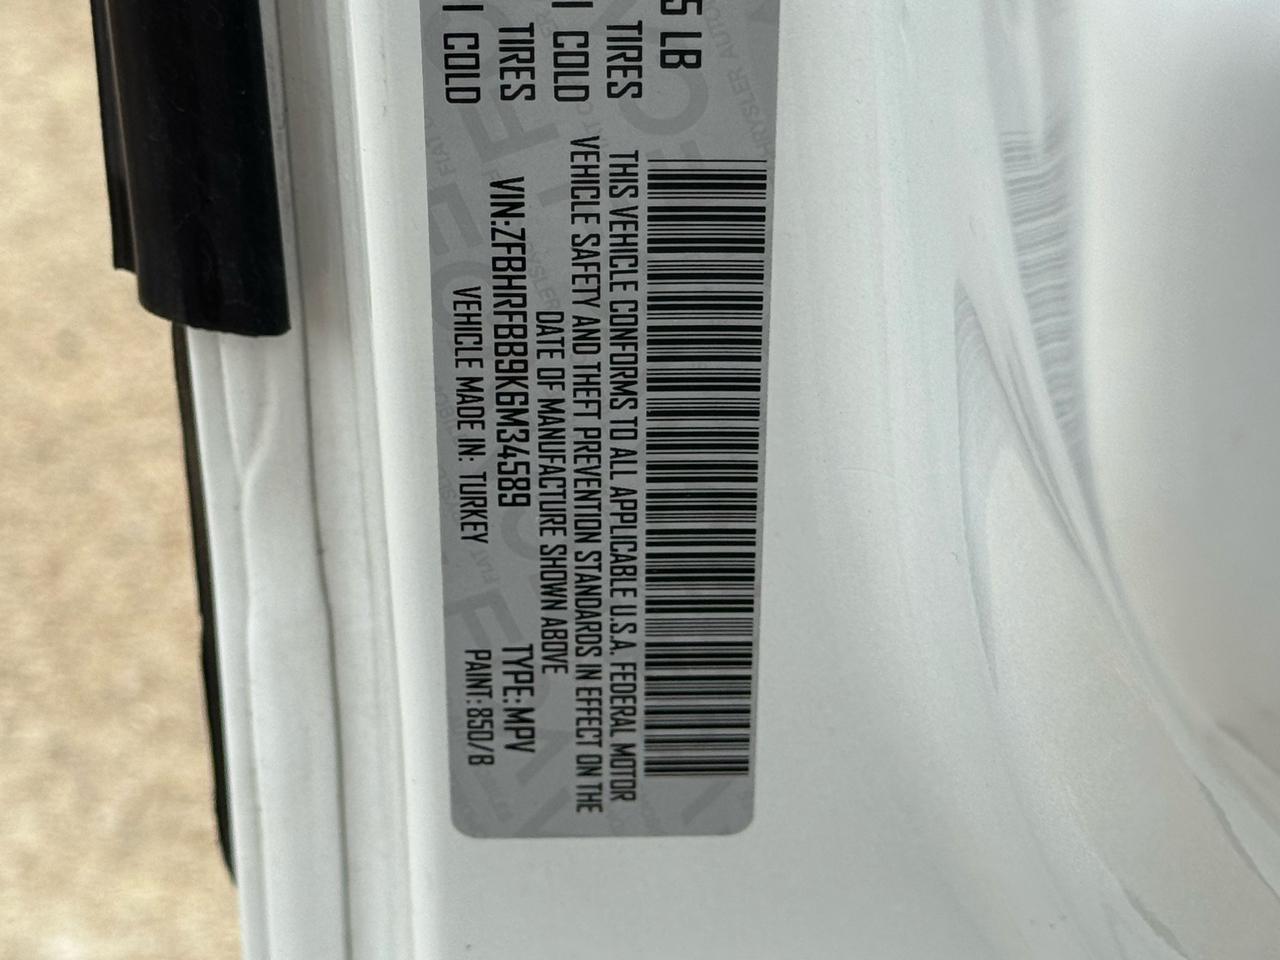 5 LB
TIRES
COLD
TIRES
COLD
THIS VEHICLE CONFORMS TO ALL APPLICABLE U.S.A. FEDERAL MOTOR
VEHICLE SAFETY AND THEFT PREVENTION STANDARDS IN EFFECT ON THE
DATE OF MANUFACTURE SHOWN ABOVE
VIN:ZFBHRFBB9K6M34589 TYPE:MPV
VEHICLE MADE IN: TURKEY PAINT:850/B